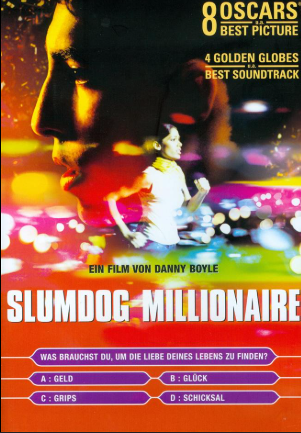 8 OSCARS®
U.A.
BEST PICTURE
4 GOLDEN GLOBES
U.A.
BEST SOUNDTRACK
EIN FILM VON DANNY BOYLE
SLUMDOG MILLIONAIRE
WAS BRAUCHST DU, UM DIE LIEBE DEINES LEBENS ZU FINDEN?
A : GELD
B : GLÜCK
C : GRIPS
D : SCHICKSAL